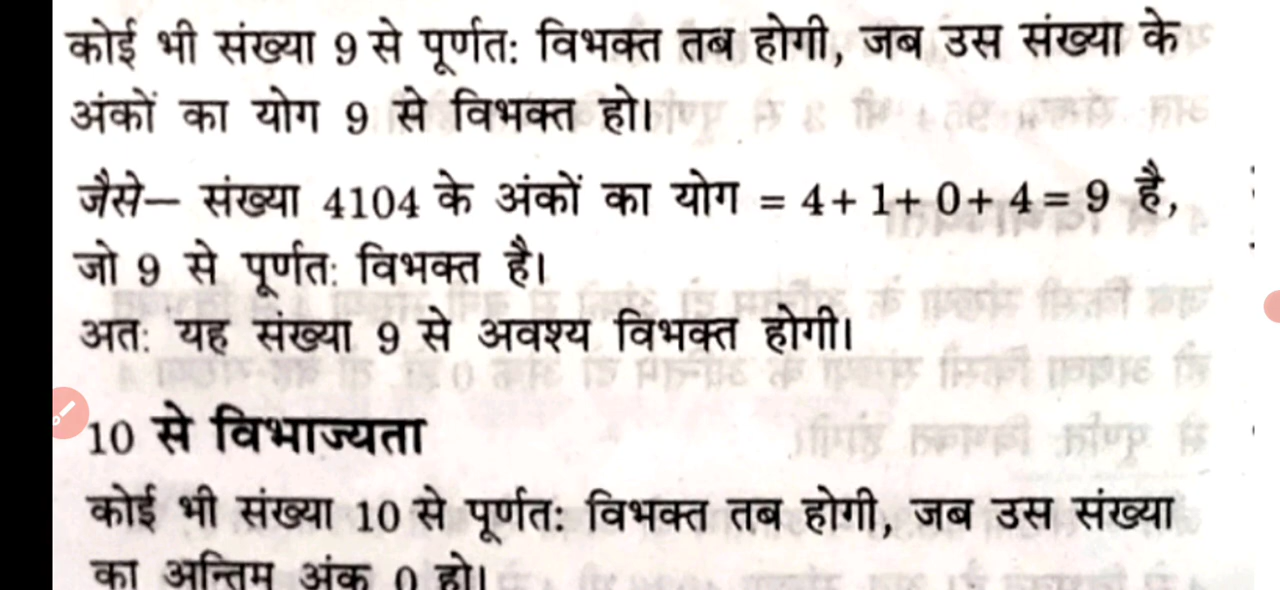 कोई भी संख्या 9 से पूर्णत: विभक्त तब होगी, जब उस संख्या के
अंकों का योग 9 से विभक्त हो।
जैसे– संख्या 4104 के अंकों का योग = 4+ 1+ 0+ 4 = 9 है,
जो 9 से पूर्णत: विभक्त है।
अत: यह संख्या 9 से अवश्य विभक्त होगी।
10 से विभाज्यता
कोई भी संख्या 10 से पूर्णत: विभक्त तब होगी, जब उस संख्या
का अन्तिम अंक 0 हो।